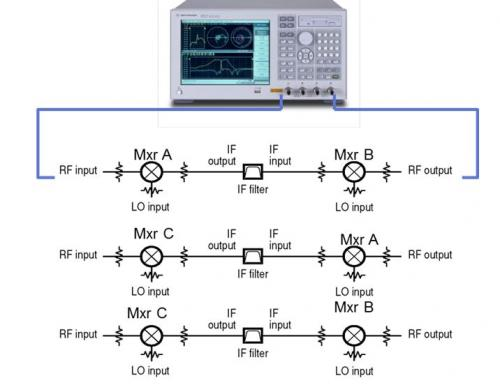 Mxr A
IF output
IF input
Mxr B
RF input
RF output
IF filter
LO input
LO input
Mxr C
IF output
IF input
Mxr A
RF input
RF output
IF filter
LO input
LO input
Mxr C
IF output
IF input
Mxr B
RF input
RF output
IF filter
LO input
LO input